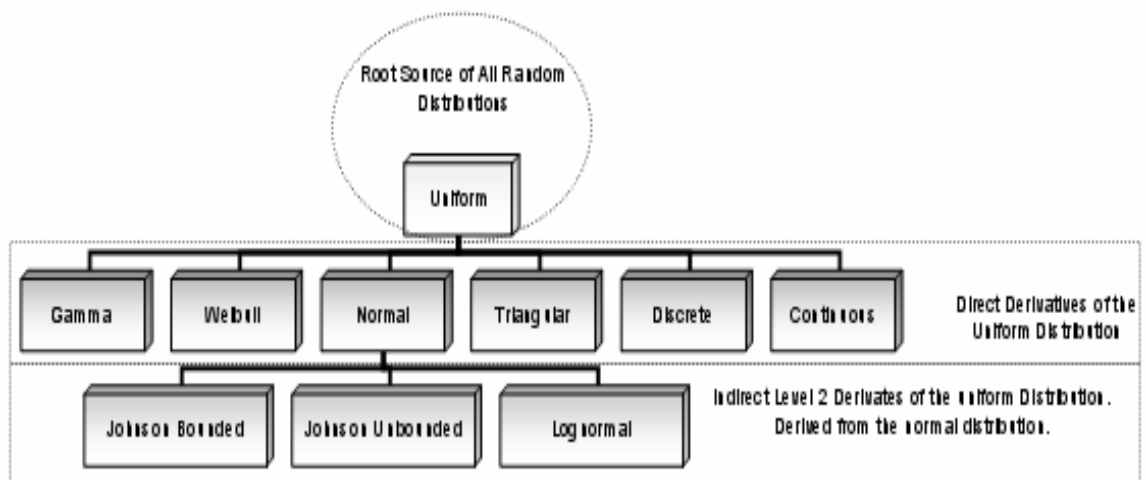 Root Source of All Random
Distributions
Uniform
Gamma
Weibull
Normal
Triangular
Discrete
Continuous
Direct Derivatives of the
Uniform Distribution
Johnson Bounded
Johnson Unbounded
Lognormal
Indirect Level 2 Derivates of the uniform Distribution.
Derived from the normal distribution.